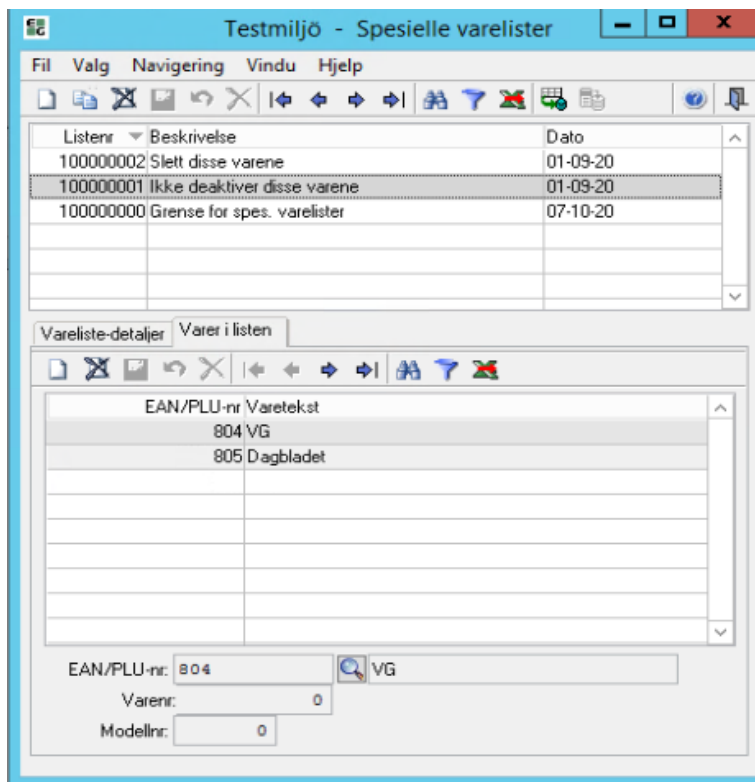 Testmiljö - Spesielle varelister
Fil Valg Navigering Vindu Hjelp
Listenr Beskrivelse Dato
100000002 Slett disse varene 01-09-20
100000001 Ikke deaktiver disse varene 01-09-20
100000000 Grense for spes. varelister 07-10-20
Vareliste-detaljer Varer i listen
EAN/PLU-nr Varetekst
804 VG
805 Dagbladet
EAN/PLU-nr: 804 VG
Varenr: 0
Modellnr: 0